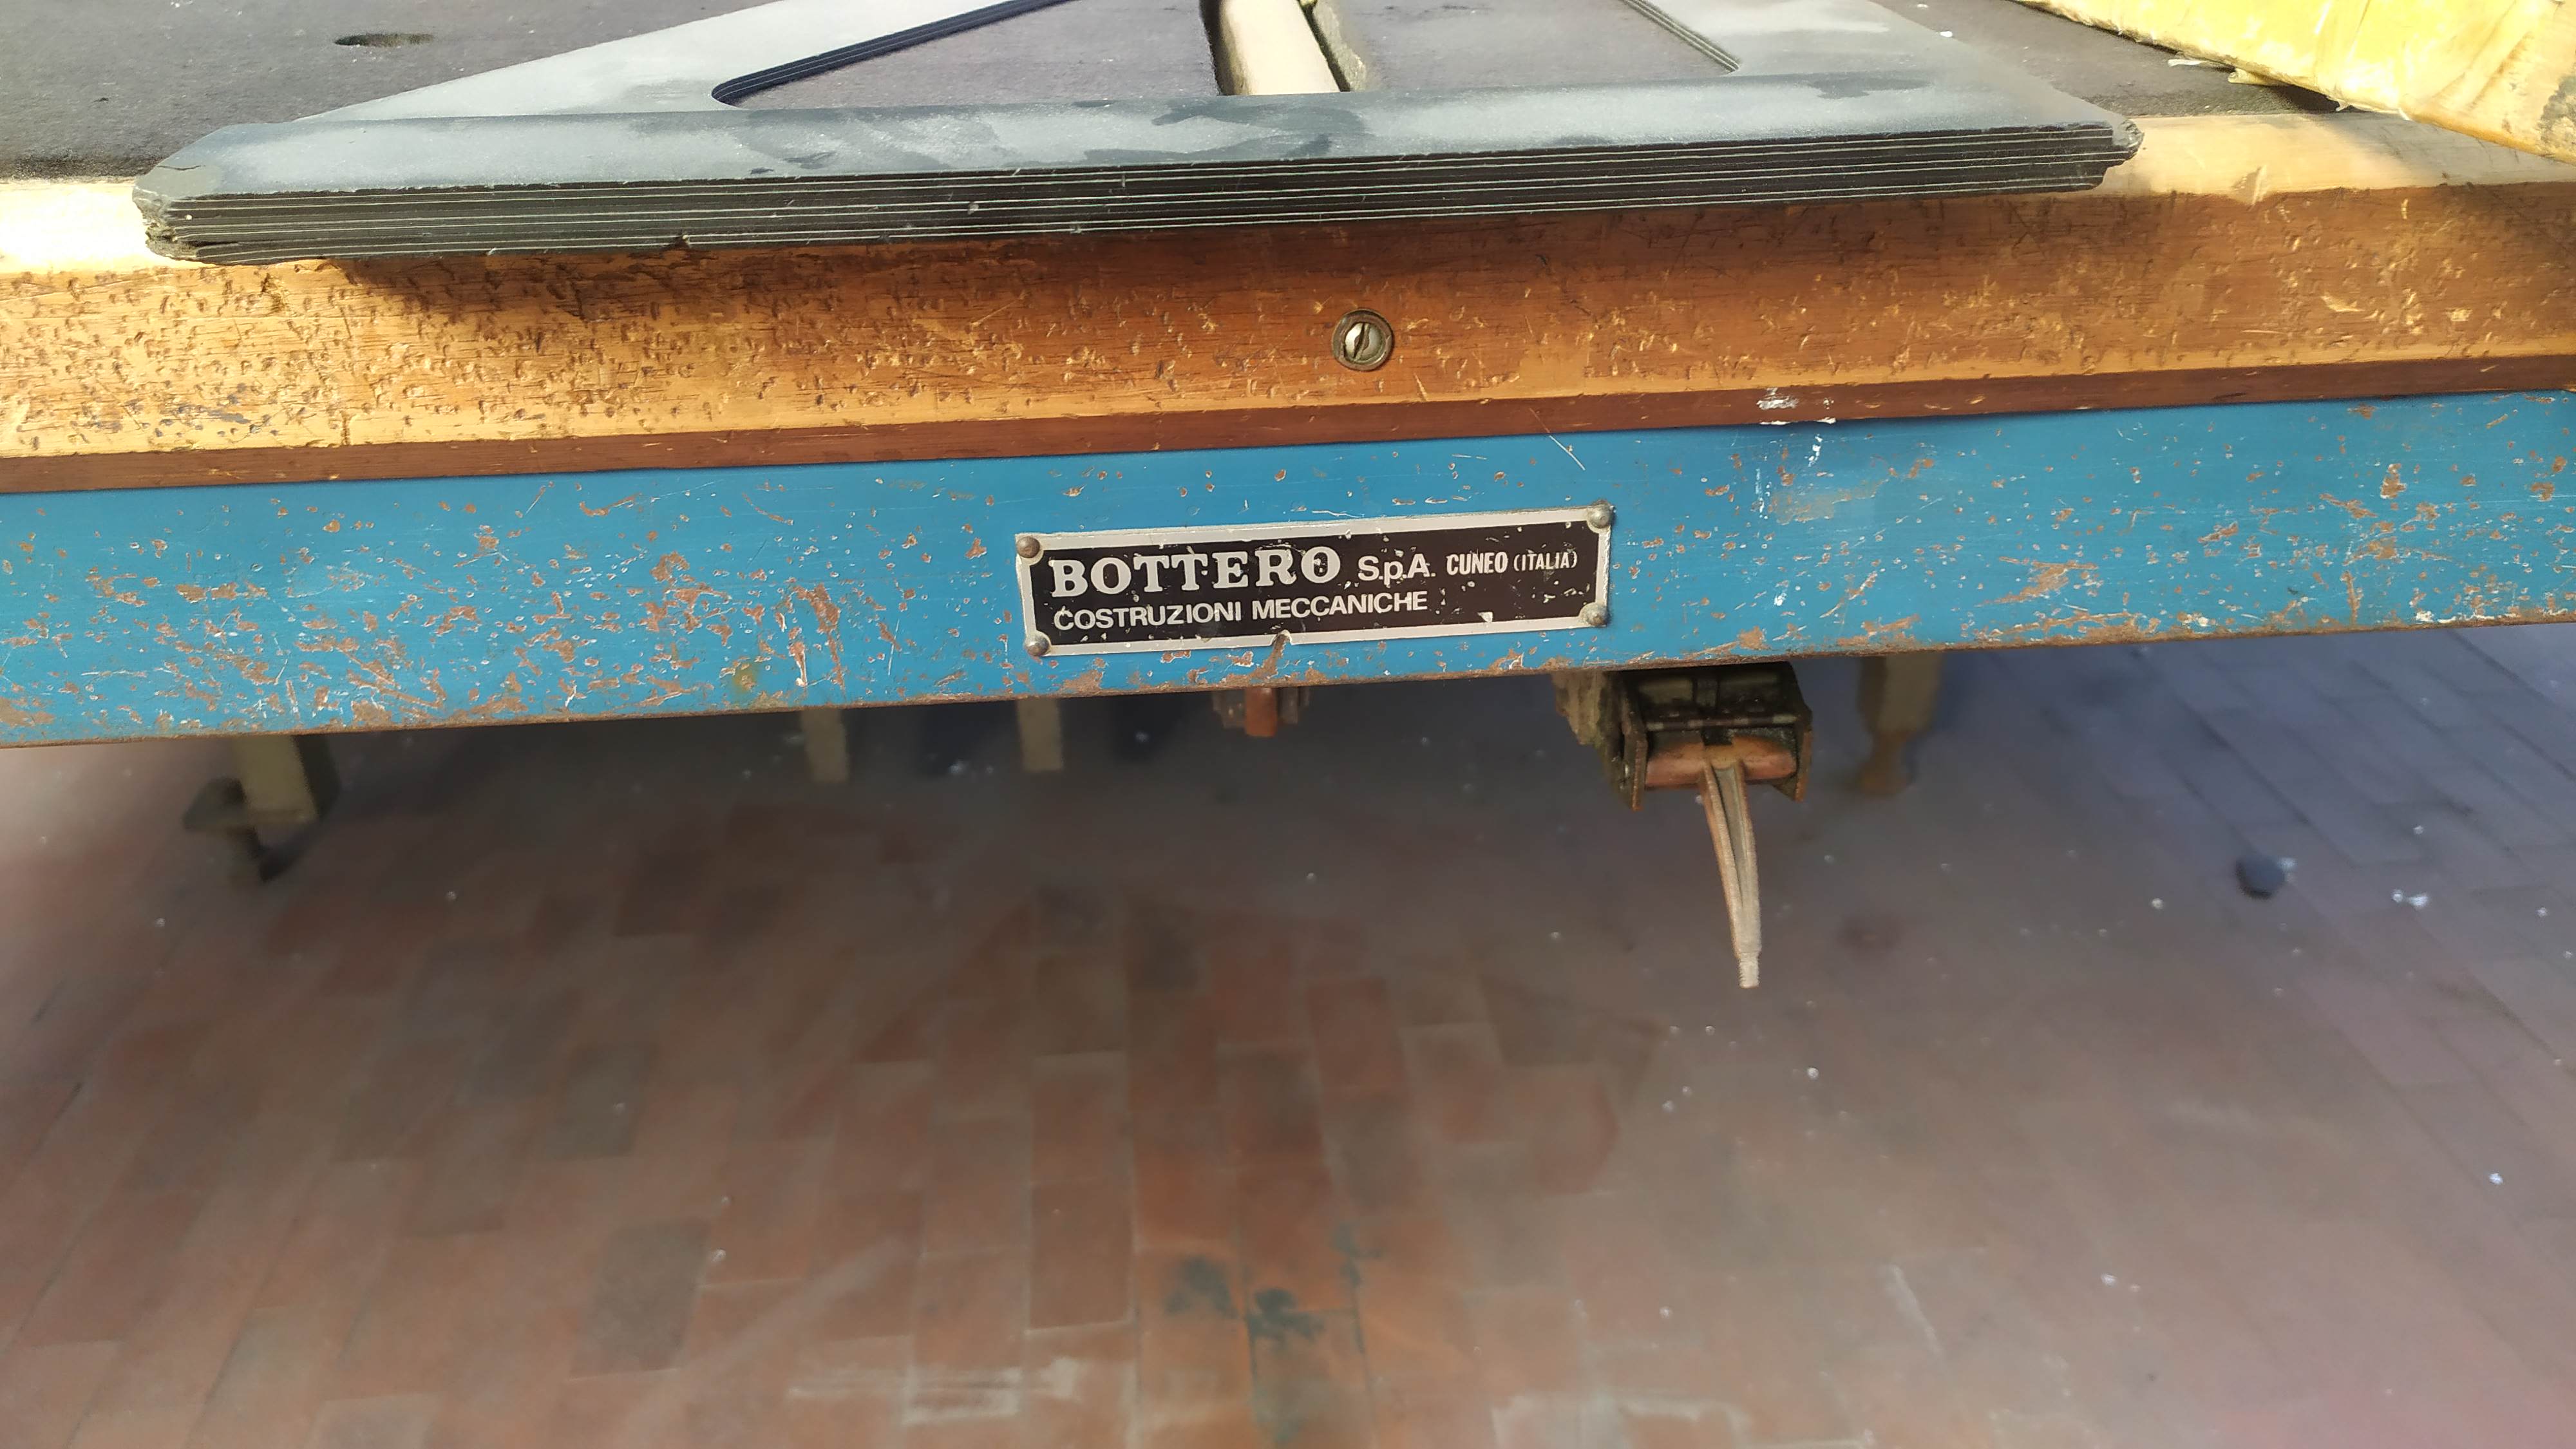 BOTTERO S.p.A. CUNEO (ITALIA)
COSTRUZIONI MECCANICHE